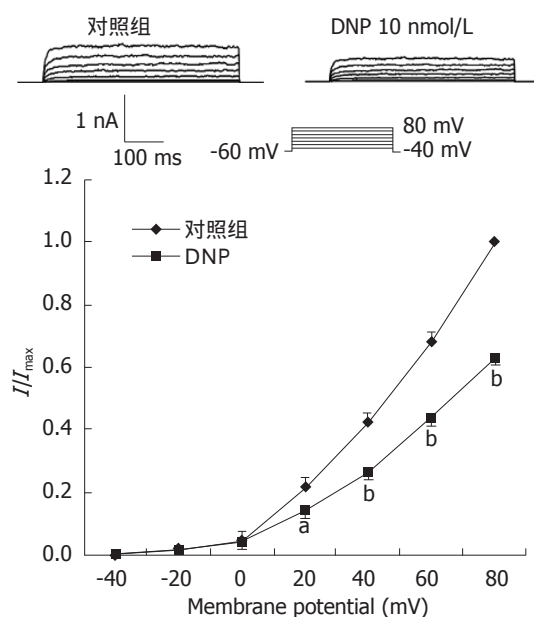 对照组
DNP 10 nmol/L
1 nA
100 ms
80 mV
-60 mV
-40 mV
1.2
对照组
DNP
1.0
0.8
I/Imax
0.6
0.4
0.2
0.0
a
b
b
b
-40
-20
0
20
40
60
80
Membrane potential (mV)